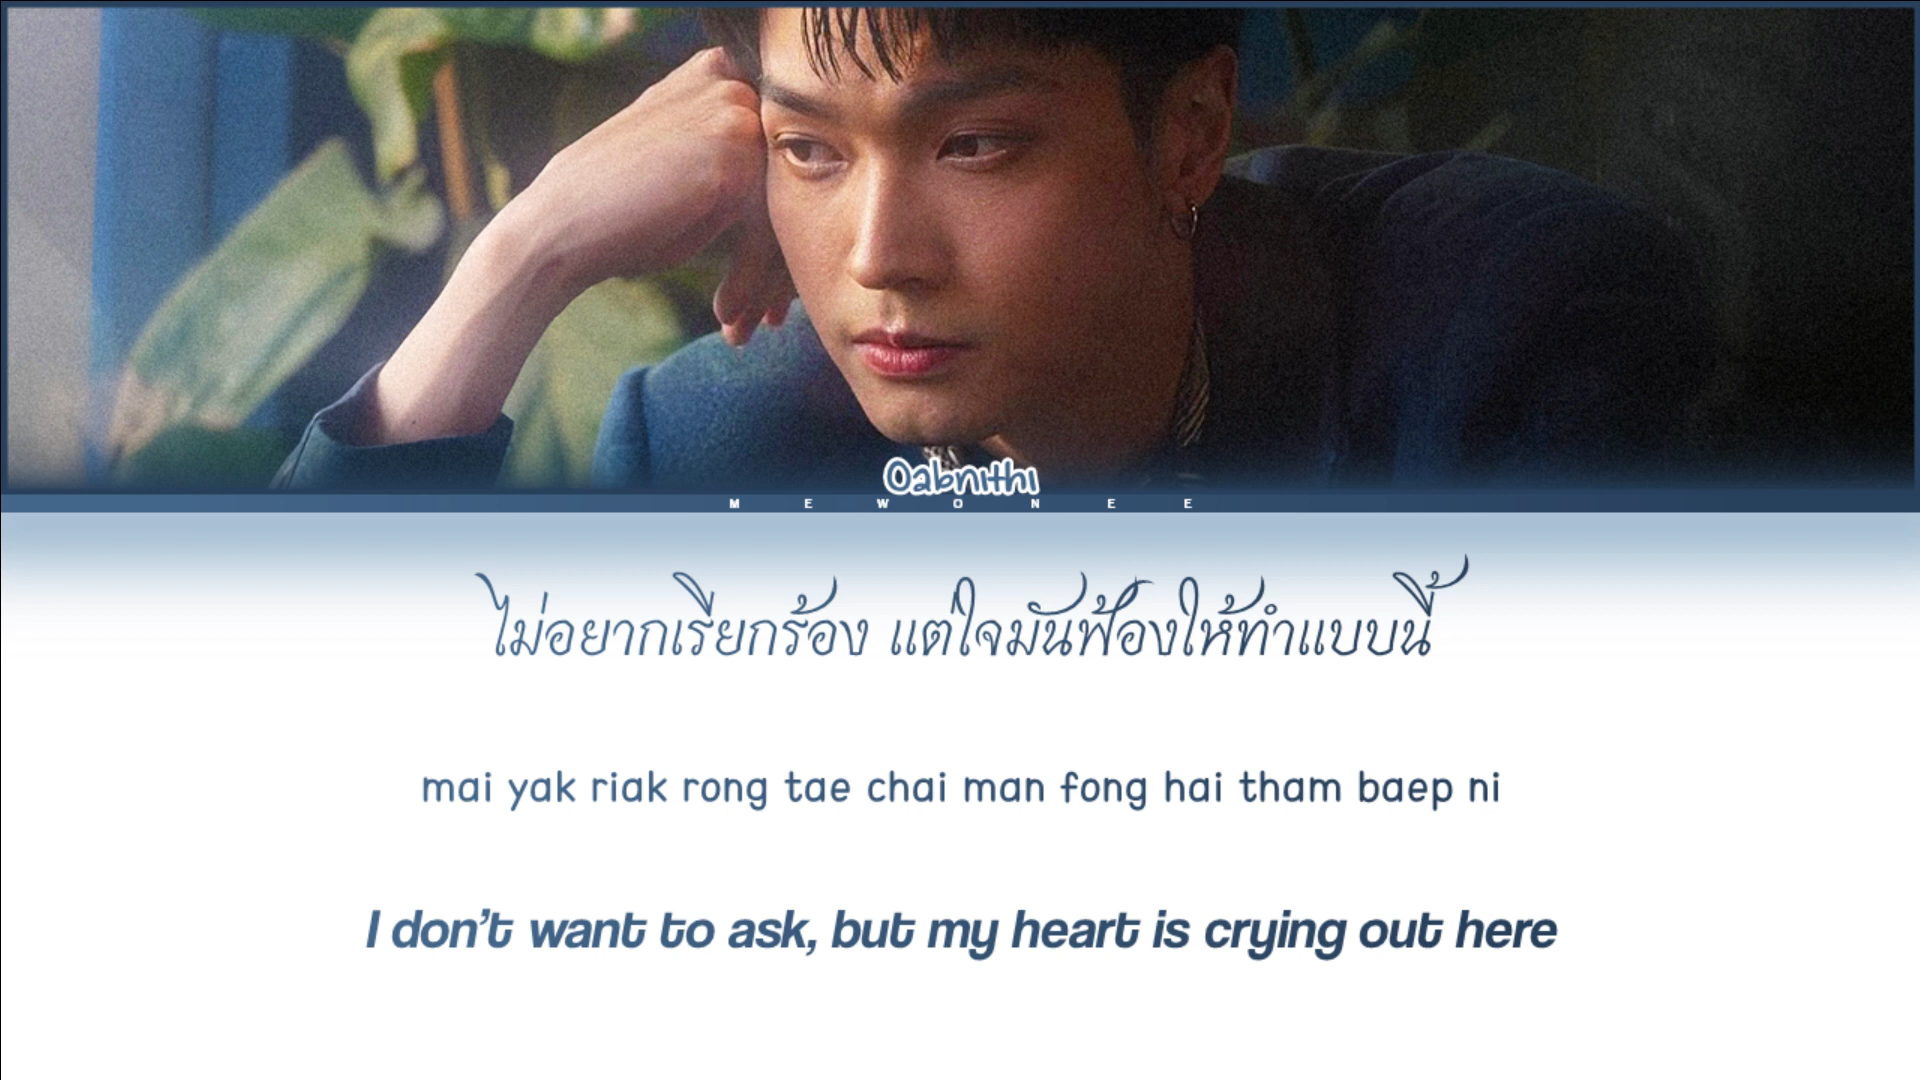 Oabnithi
M E W O N E E
ไม่อยากเรียกร้อง แต่ใจมันฟ้องให้ทำแบบนี้
mai yak riak rong tae chai man fong hai tham baep ni
I don't want to ask, but my heart is crying out here